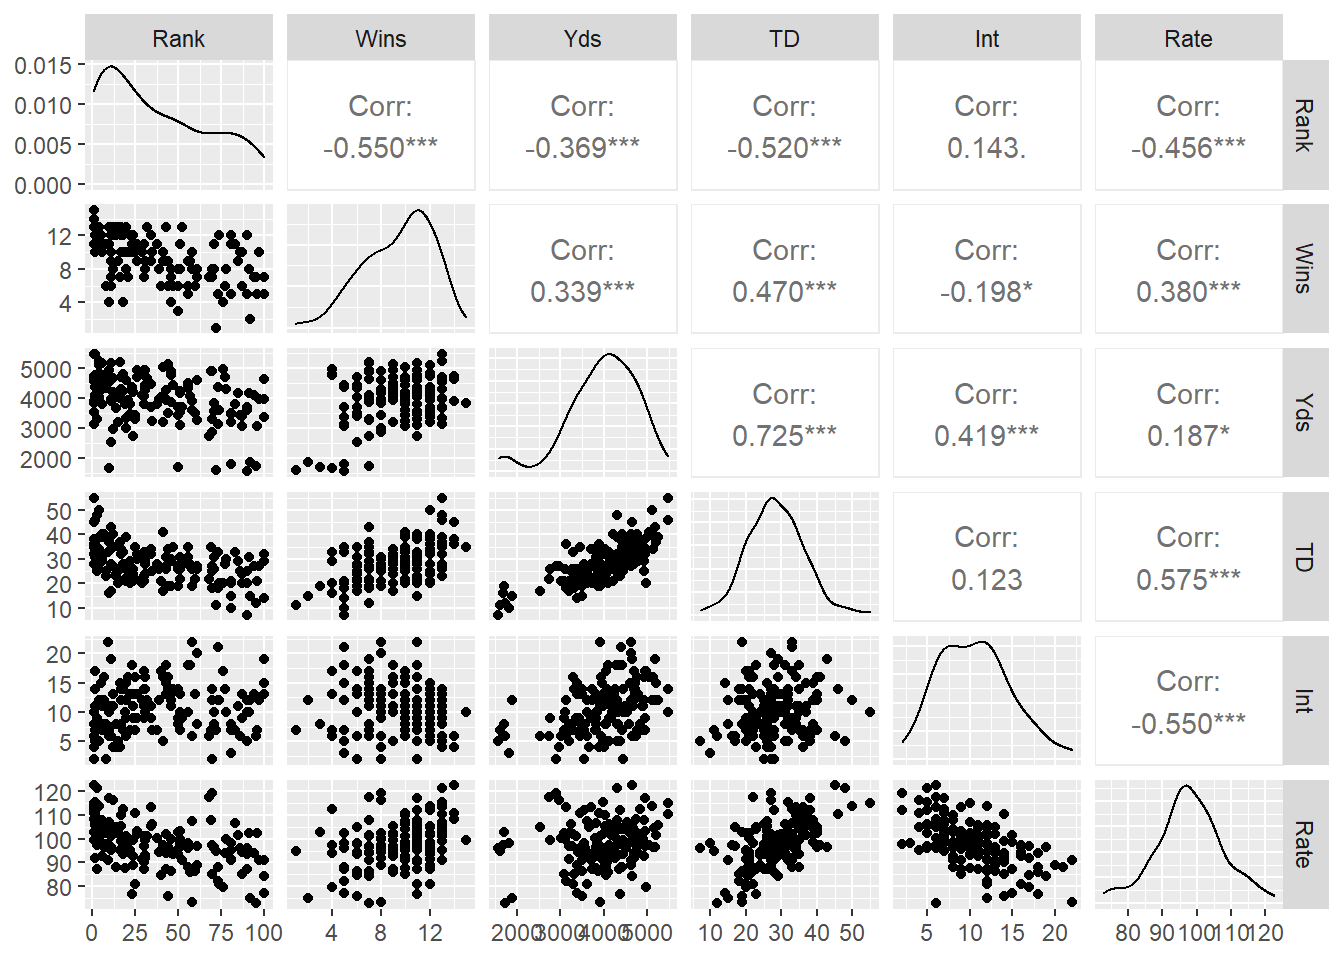 Rank Wins Yds TD Int Rate
0.015
0.010
0.005
0.000
Corr:
-0.550***
Corr:
-0.369***
Corr:
-0.520***
Corr:
0.143.
Corr:
-0.456***
Rank
12
8
4
Corr:
0.339***
Corr:
0.470***
Corr:
-0.198*
Corr:
0.380***
Wins
5000
4000
3000
2000
Corr:
0.725***
Corr:
0.419***
Corr:
0.187*
Yds
50
40
30
20
10
Corr:
0.123
Corr:
0.575***
TD
20
15
10
5
Corr:
-0.550***
Int
120
110
100
90
80
Rate
0 25 50 75 100
4 8 12
2000 3000 4000 5000
10 20 30 40 50
5 10 15 20
80 90 100 110 120